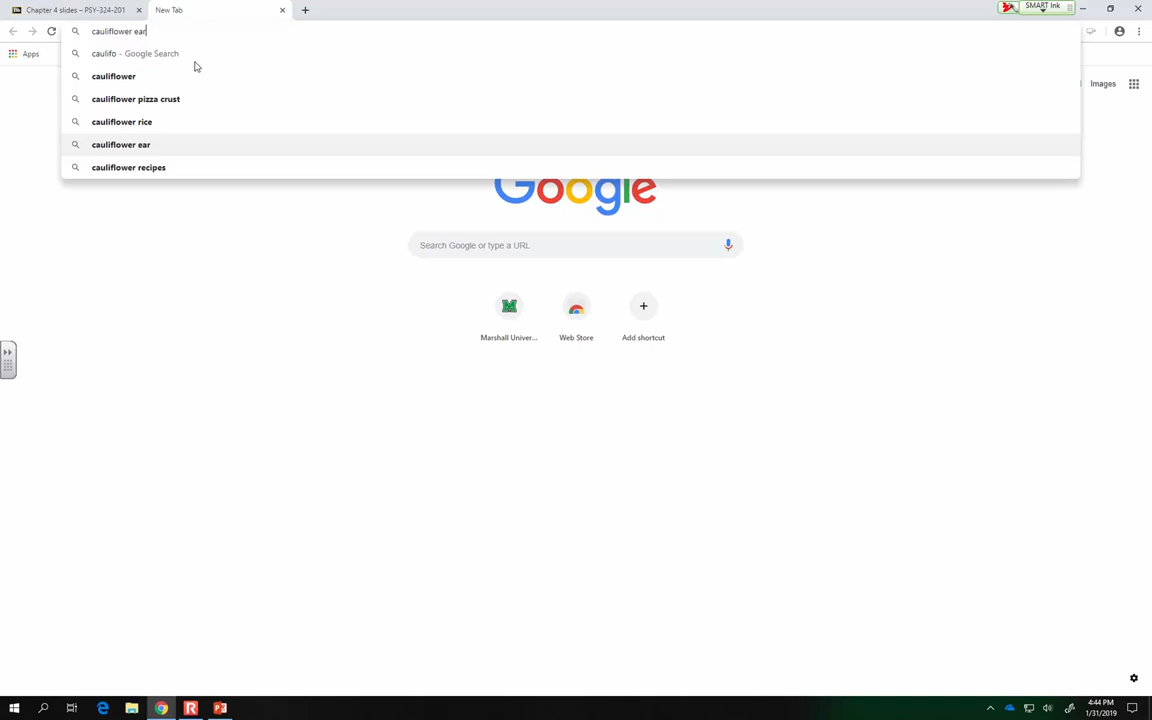 Chapter 4 slides – PSY-324-201
New Tab
SMART Ink
cauliflower ear
caulifo - Google Search
Apps
cauliflower
Images
cauliflower pizza crust
cauliflower rice
cauliflower ear
cauliflower recipes
Google
Search Google or type a URL
Marshall Univer...
Web Store
Add shortcut
4:44 PM
1/31/2019